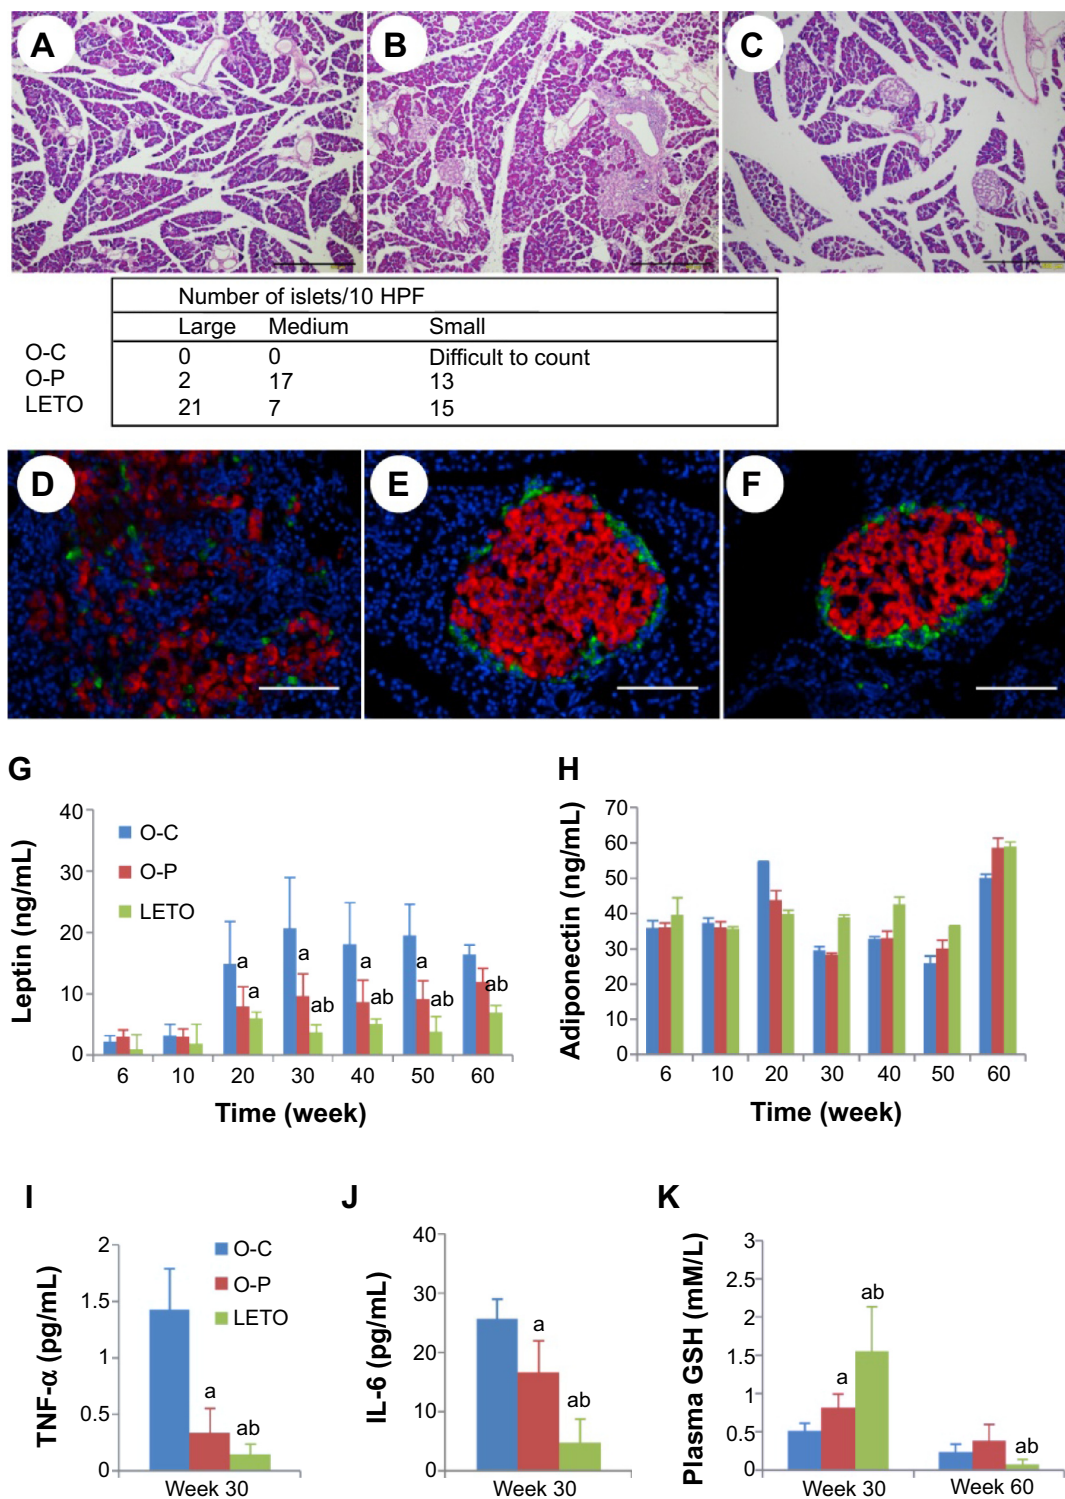 A
B
C
Number of islets/10 HPF
Large Medium Small
O-C 0 0 Difficult to count
O-P 2 17 13
LETO 21 7 15
D
E
F
G
Leptin (ng/mL)
40
30
20
10
0
O-C
O-P
LETO
a
a
a
ab
a
ab
a
ab
ab
6 10 20 30 40 50 60
Time (week)
H
Adiponectin (ng/mL)
70
60
50
40
30
20
10
0
6 10 20 30 40 50 60
Time (week)
I
TNF-α (pg/mL)
2
1.5
1
0.5
0
O-C
O-P
LETO
a
ab
Week 30
J
IL-6 (pg/mL)
40
30
20
10
0
a
ab
Week 30
K
Plasma GSH (mM/L)
3
2.5
2
1.5
1
0.5
0
a
ab
ab
Week 30 Week 60